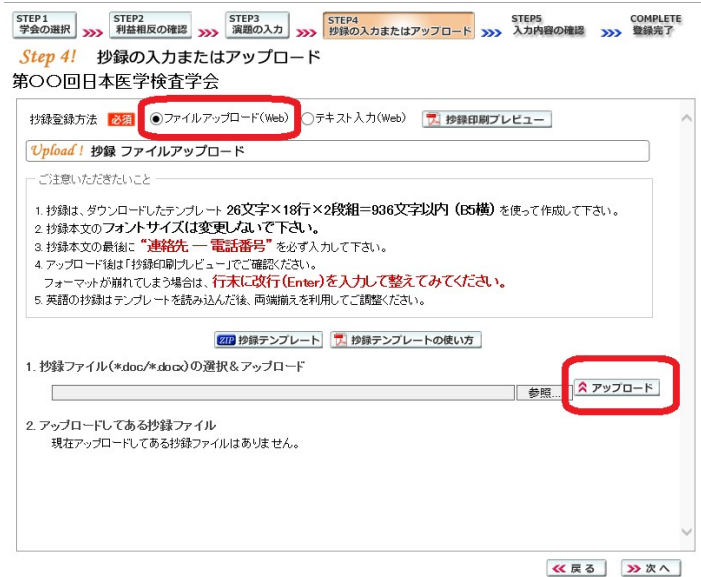 STEP1 学会の選択 >>> STEP2 利益相反の確認 >>> STEP3 演題の入力 >>> STEP4 抄録の入力またはアップロード >>> STEP5 入力内容の確認 >>> COMPLETE 登録完了
Step 4! 抄録の入力またはアップロード
第〇〇回日本医学検査学会
抄録登録方法 必須 ◉ファイルアップロード(Web) ○テキスト入力(Web) 抄録印刷プレビュー
Upload! 抄録 ファイルアップロード
ご注意いただきたいこと
1. 抄録は、ダウンロードしたテンプレート 26文字×18行×2段組=936文字以内 (B5横) を使って作成して下さい。
2. 抄録本文のフォントサイズは変更しないで下さい。
3. 抄録本文の最後に “連絡先 ― 電話番号” を必ず入力して下さい。
4. アップロード後は「抄録印刷プレビュー」でご確認ください。
フォーマットが崩れてしまう場合は、行末に改行(Enter)を入力して整えてみてください。
5. 英語の抄録はテンプレートを読み込んだ後、両端揃えを利用してご調整ください。
ZIP 抄録テンプレート 抄録テンプレートの使い方
1. 抄録ファイル(*.doc/*.docx)の選択&アップロード
参照... アップロード
2. アップロードしてある抄録ファイル
現在アップロードしてある抄録ファイルはありません。
戻る 次へ